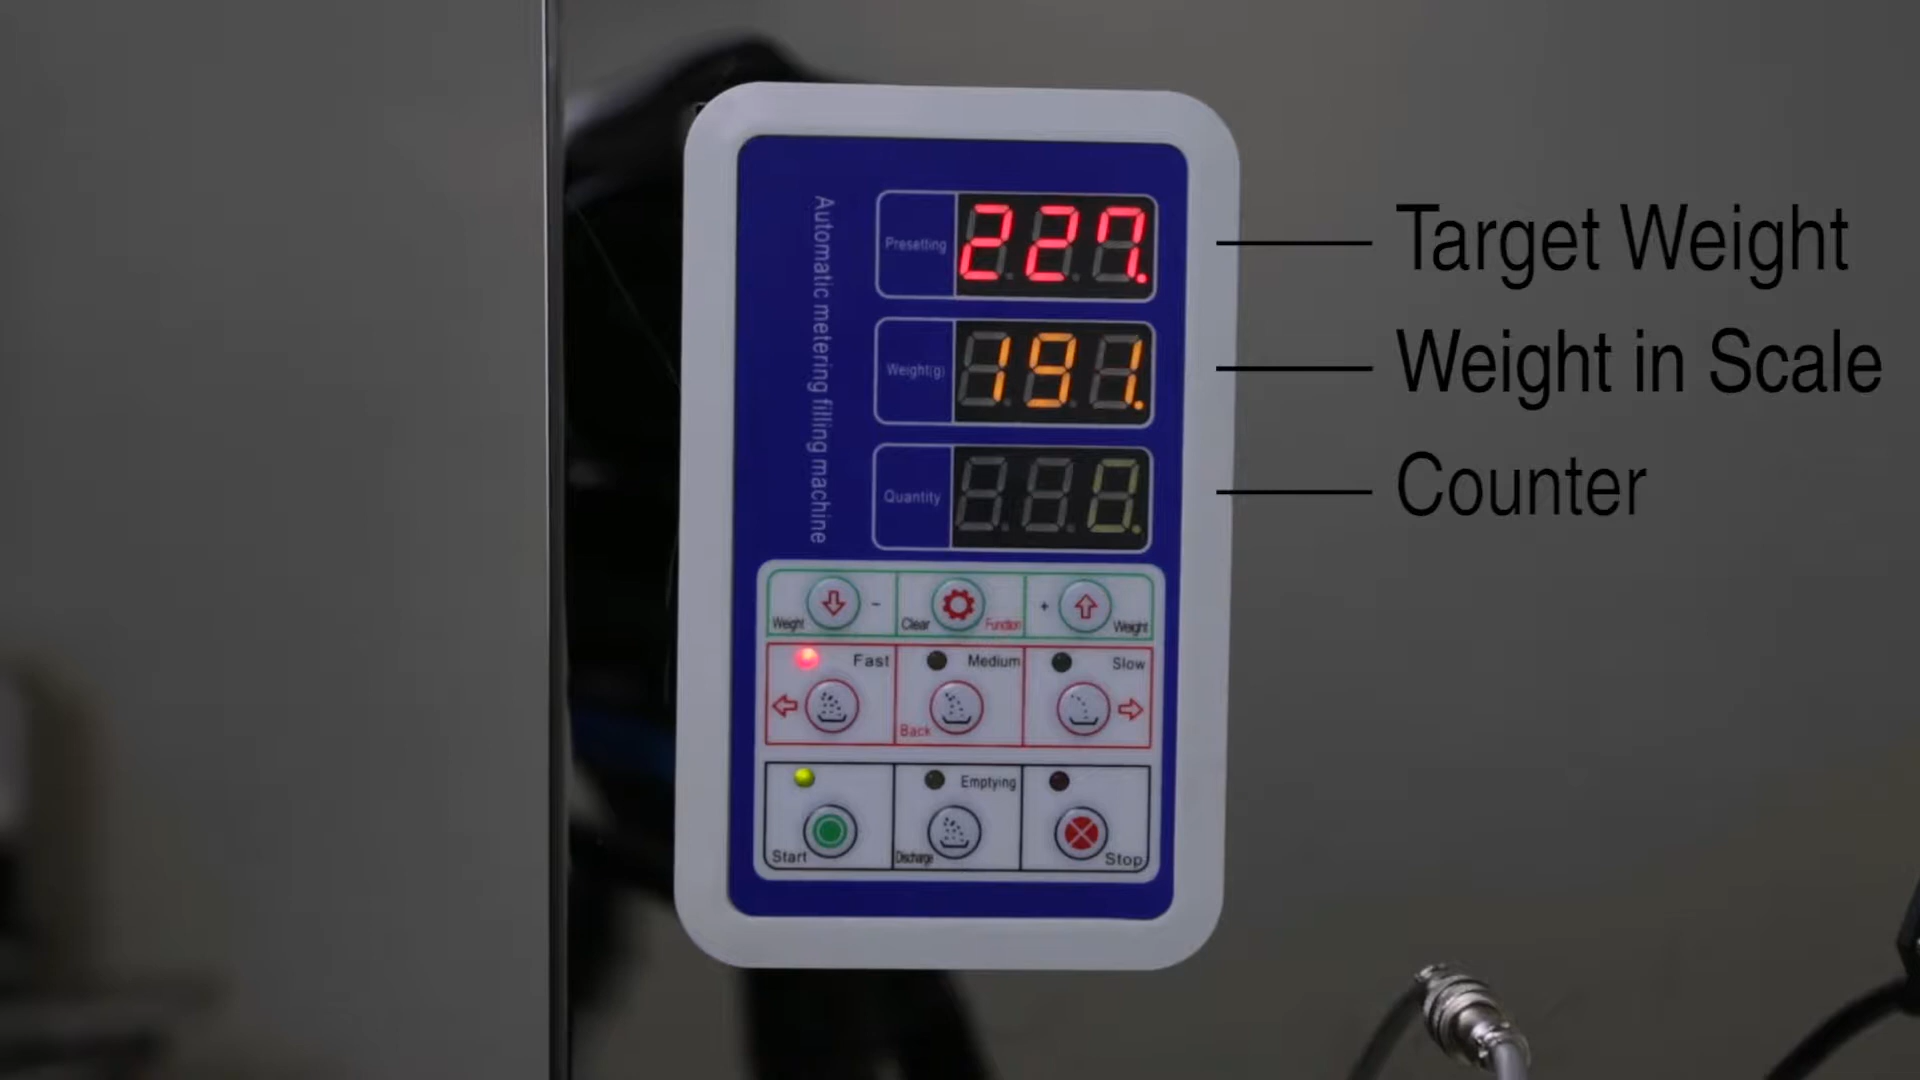 Automatic metering filling machine
Presetting
227.
Target Weight
Weight(g)
191.
Weight in Scale
Quantity
0.
Counter
Weight -
Clear Function
+ Weight
Fast
Medium
Slow
Back
Emptying
Start
Discharge
Stop